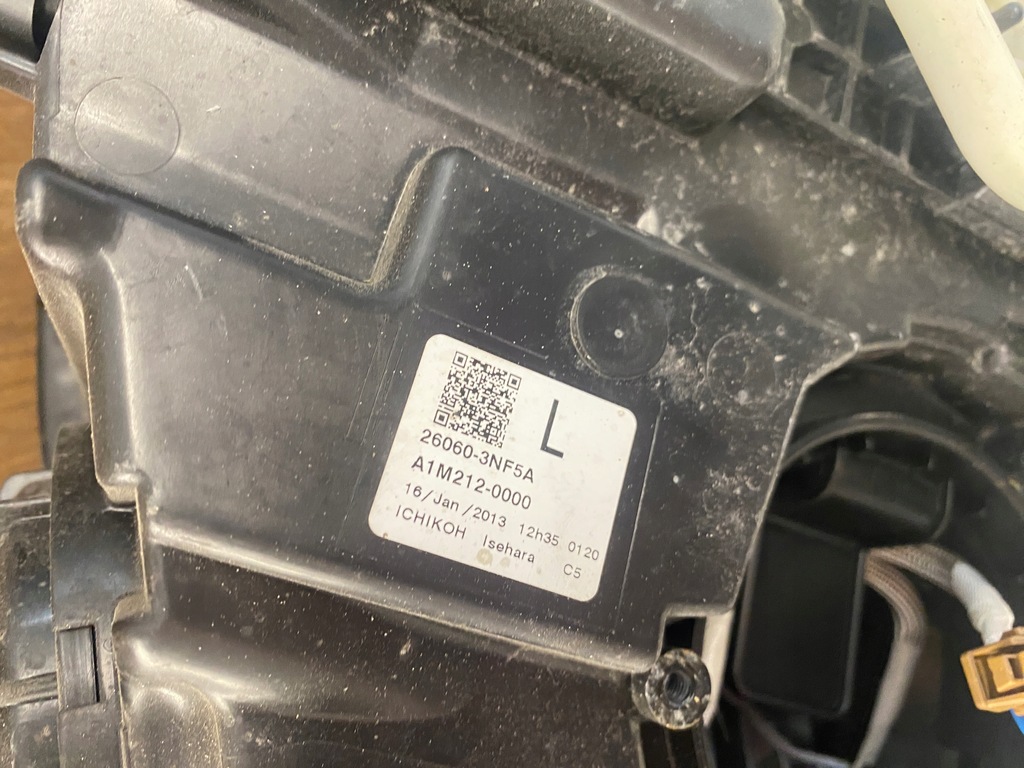 L
26060-3NF5A
A1M212-0000
16/Jan/2013 12h35 0120
ICHIKOH Isehara C5